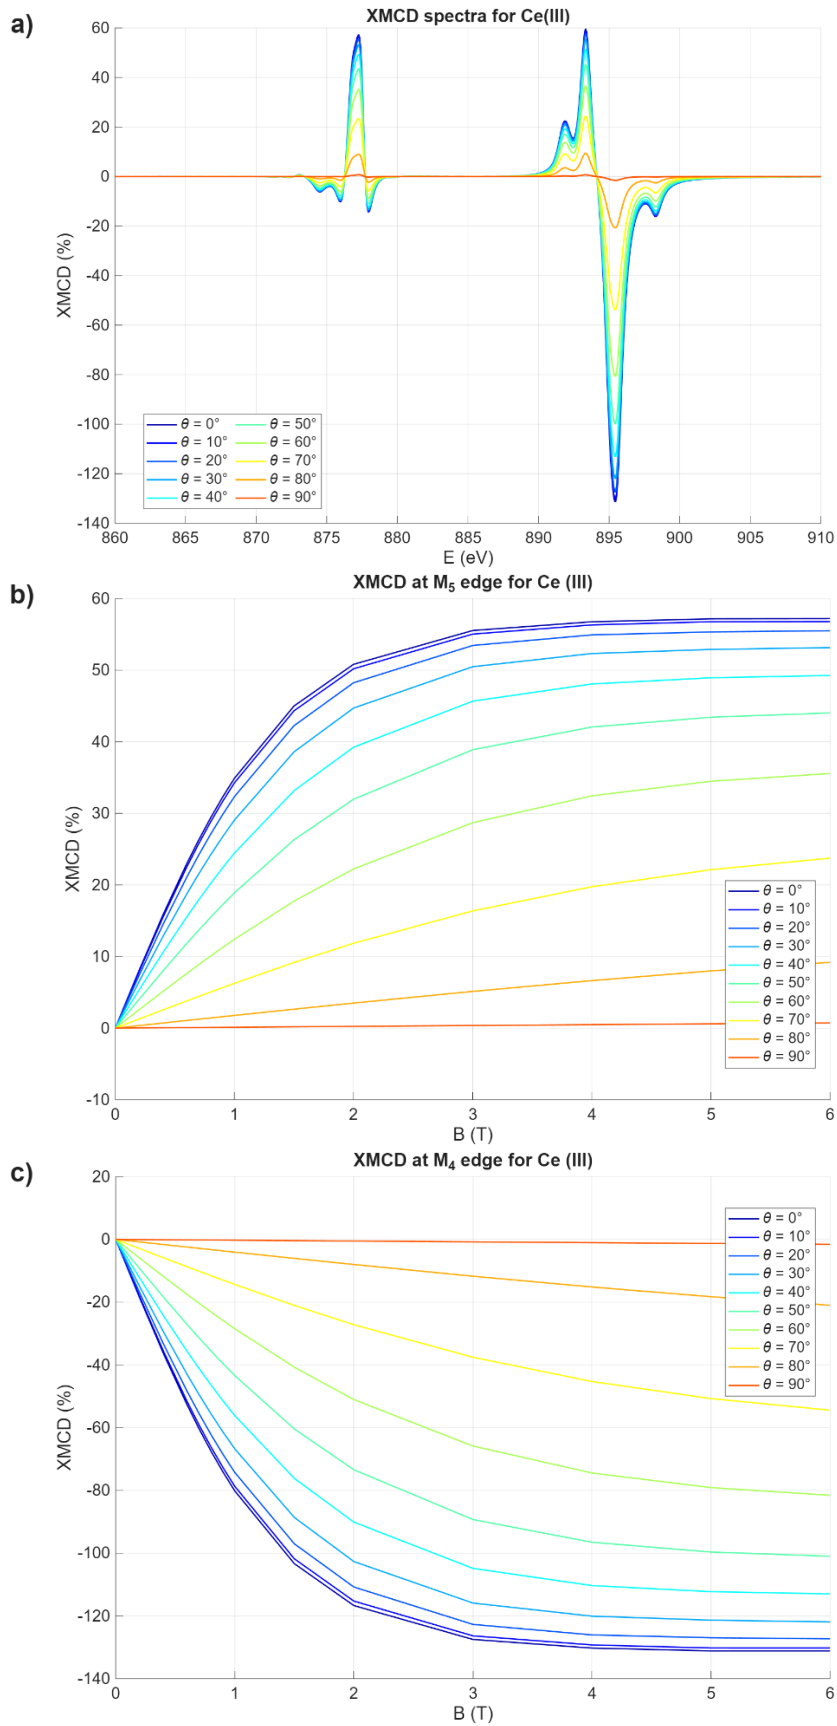 a)
XMCD spectra for Ce(III)
60
40
20
0
-20
-40
-60
-80
-100
-120
-140
XMCD (%)
θ = 0°
θ = 10°
θ = 20°
θ = 30°
θ = 40°
θ = 50°
θ = 60°
θ = 70°
θ = 80°
θ = 90°
860 865 870 875 880 885 890 895 900 905 910
E (eV)
b)
XMCD at M₅ edge for Ce (III)
60
50
40
30
20
10
0
-10
XMCD (%)
θ = 0°
θ = 10°
θ = 20°
θ = 30°
θ = 40°
θ = 50°
θ = 60°
θ = 70°
θ = 80°
θ = 90°
0 1 2 3 4 5 6
B (T)
c)
XMCD at M₄ edge for Ce (III)
20
0
-20
-40
-60
-80
-100
-120
-140
XMCD (%)
θ = 0°
θ = 10°
θ = 20°
θ = 30°
θ = 40°
θ = 50°
θ = 60°
θ = 70°
θ = 80°
θ = 90°
0 1 2 3 4 5 6
B (T)